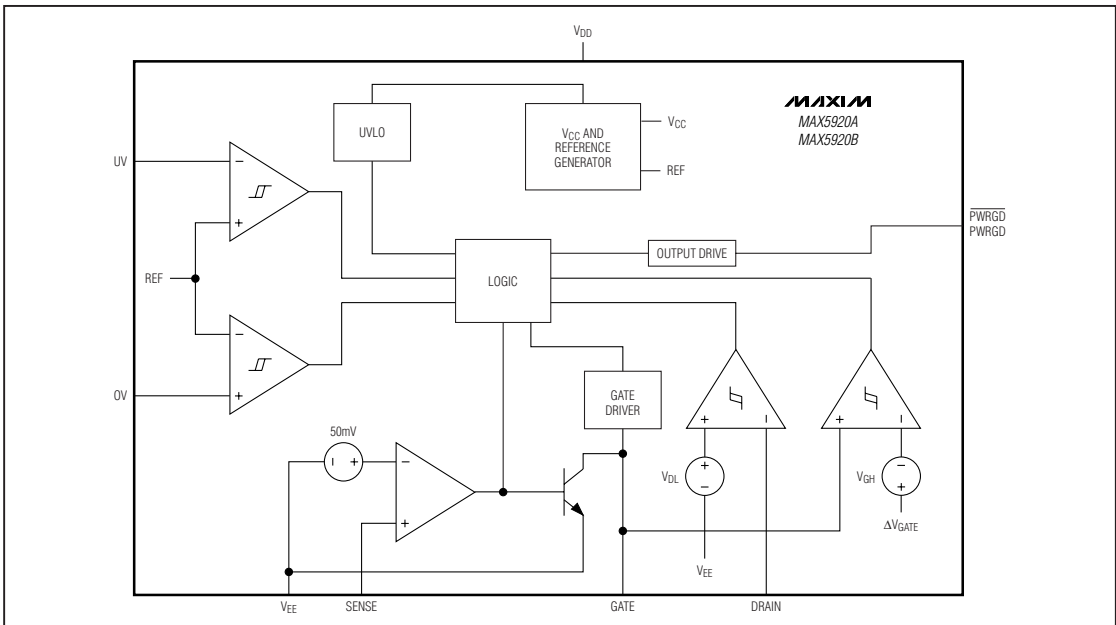 VDD
MAXIM
MAX5920A
MAX5920B
UVLO
VCC AND
REFERENCE
GENERATOR
VCC
REF
UV
−
+
REF
−
+
OV
LOGIC
OUTPUT DRIVE
PWRGD
PWRGD
GATE
DRIVER
50mV
− +
−
+
+ −
+ −
VDL
+
−
VGH
−
+
ΔVGATE
VEE
VEE
SENSE
GATE
DRAIN